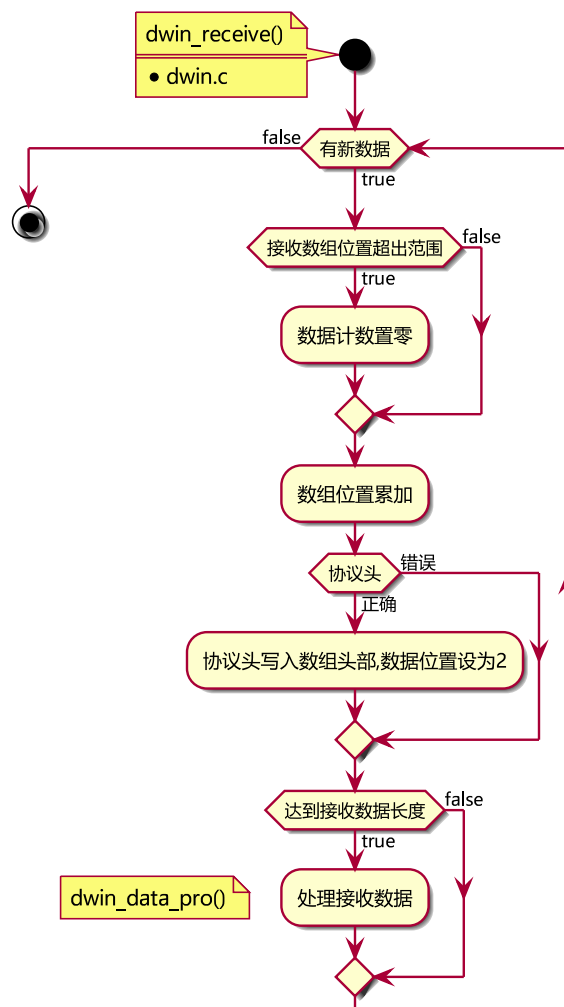 dwin_receive()
• dwin.c
false
有新数据
true
接收数组位置超出范围
false
true
数据计数置零
数组位置累加
协议头
错误
正确
协议头写入数组头部,数据位置设为2
达到接收数据长度
false
true
处理接收数据
dwin_data_pro()